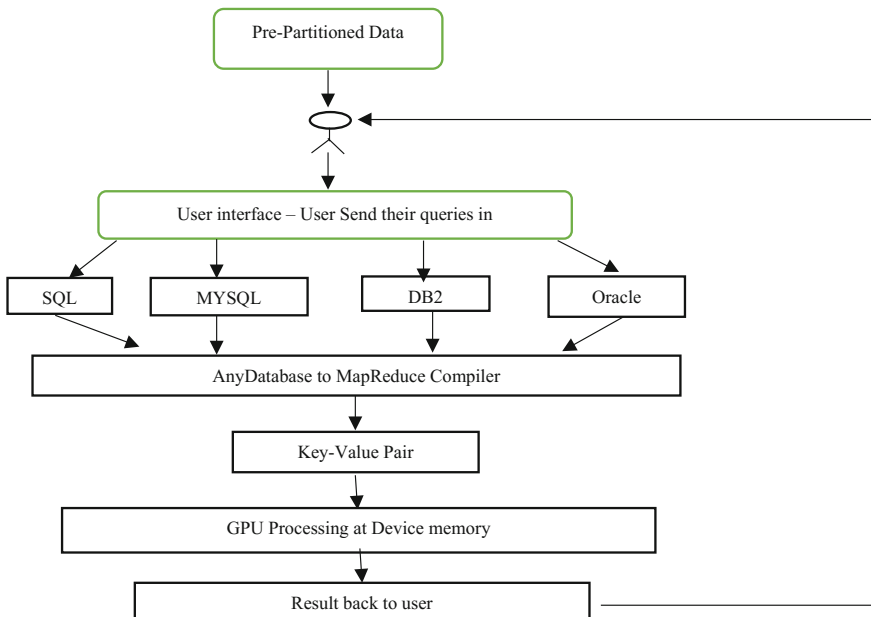 Pre-Partitioned Data
User interface – User Send their queries in
SQL
MYSQL
DB2
Oracle
AnyDatabase to MapReduce Compiler
Key-Value Pair
GPU Processing at Device memory
Result back to user